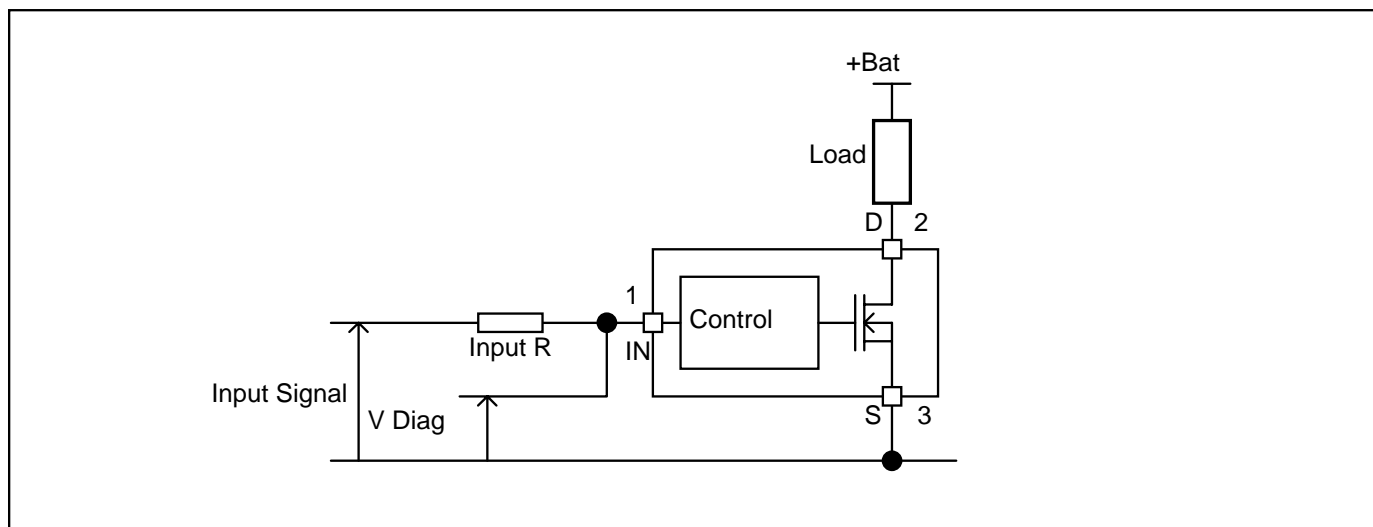 +Bat
Load
D 2
1
Control
Input R
IN
Input Signal
V Diag
S 3